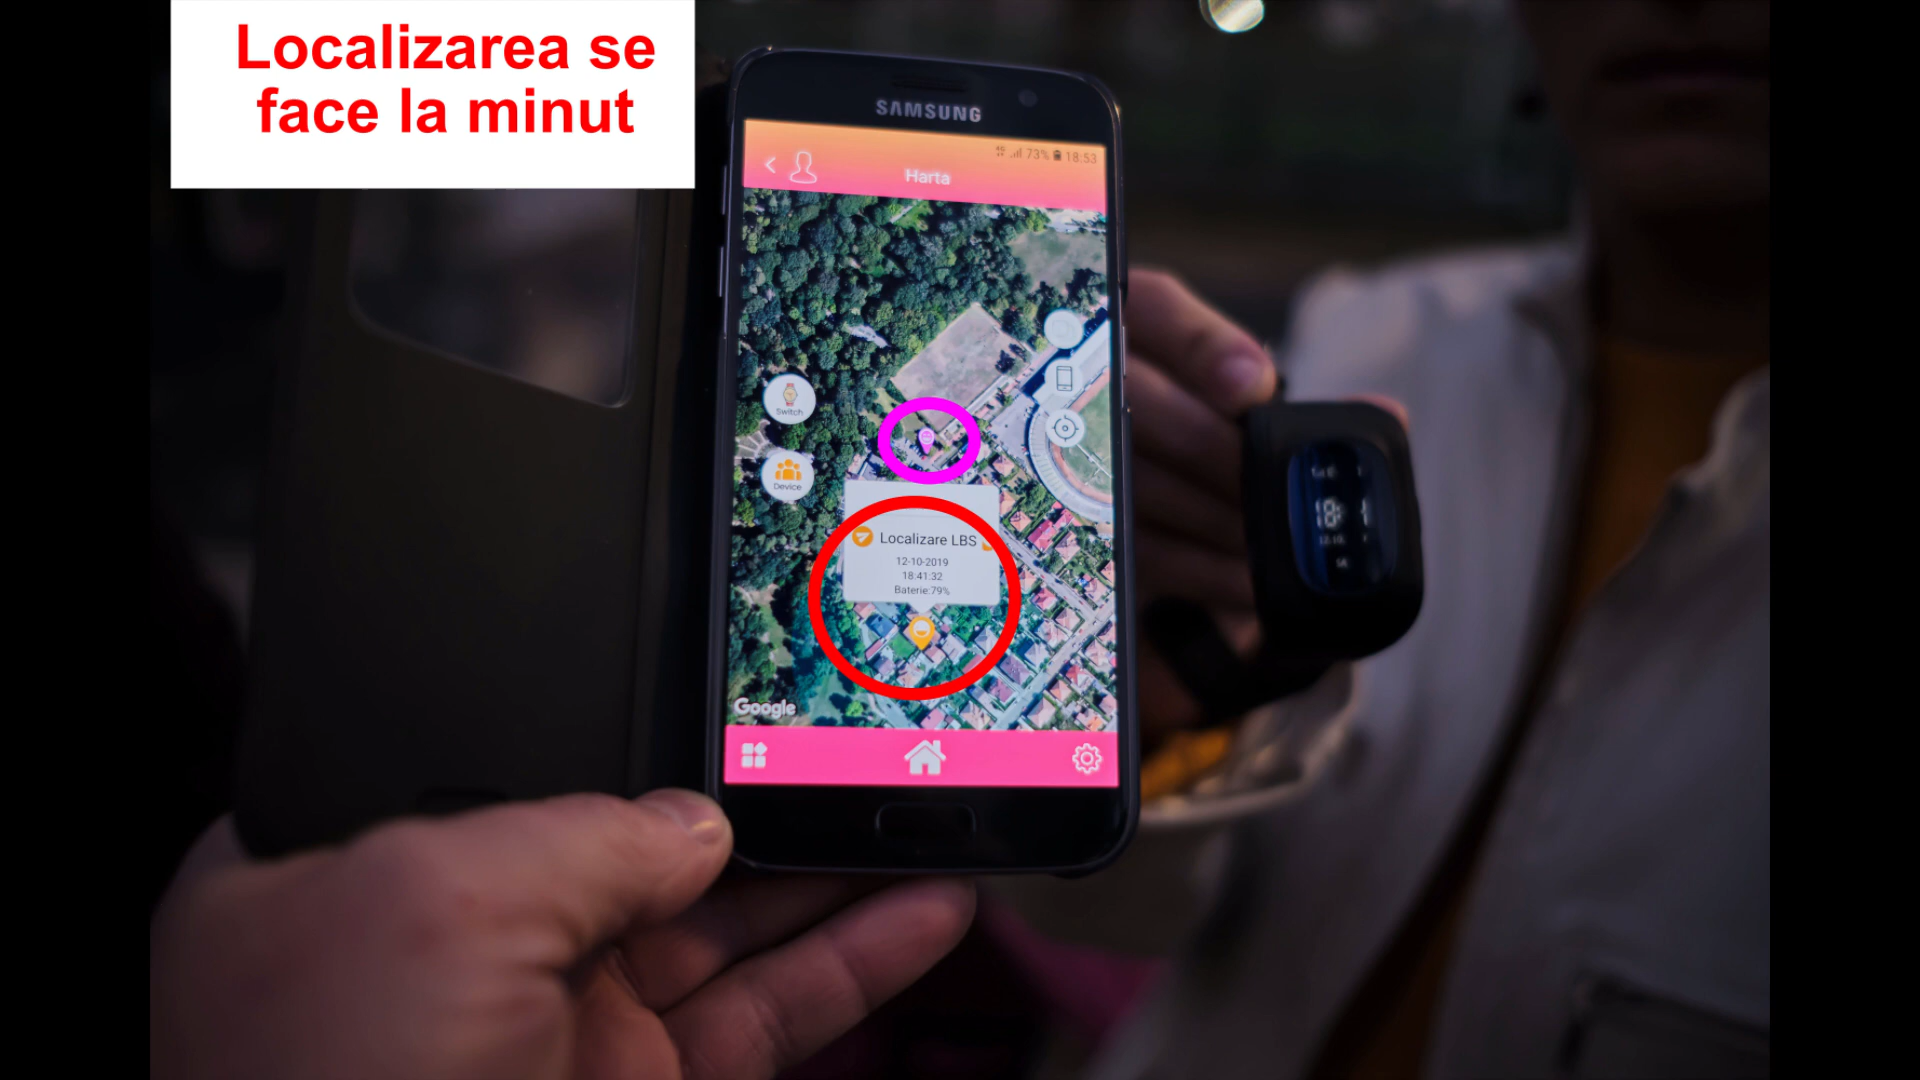 Localizarea se
face la minut
SAMSUNG
4G 73% 18:53
Harta
Switch
Device
Localizare LBS
12-10-2019
18:41:32
Baterie:79%
Google